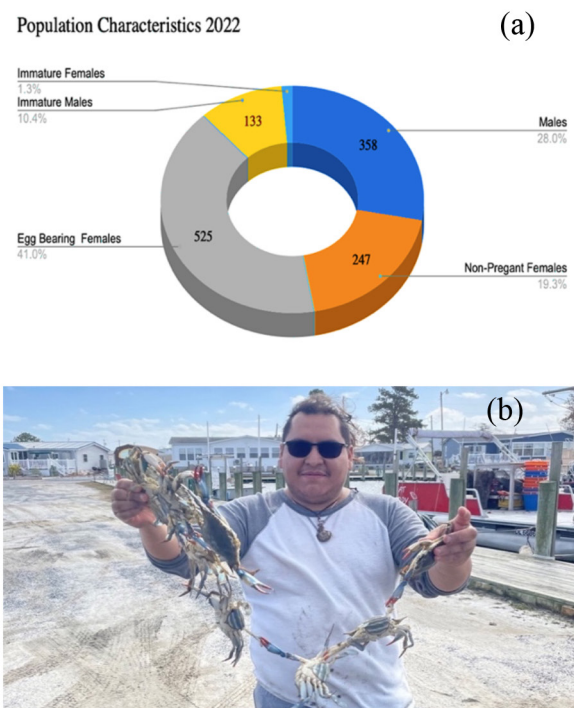 Population Characteristics 2022
(a)
Immature Females
1.3%
Immature Males
10.4%
133
358
Males
28.0%
Egg Bearing Females
41.0%
525
247
Non-Pregant Females
19.3%
(b)